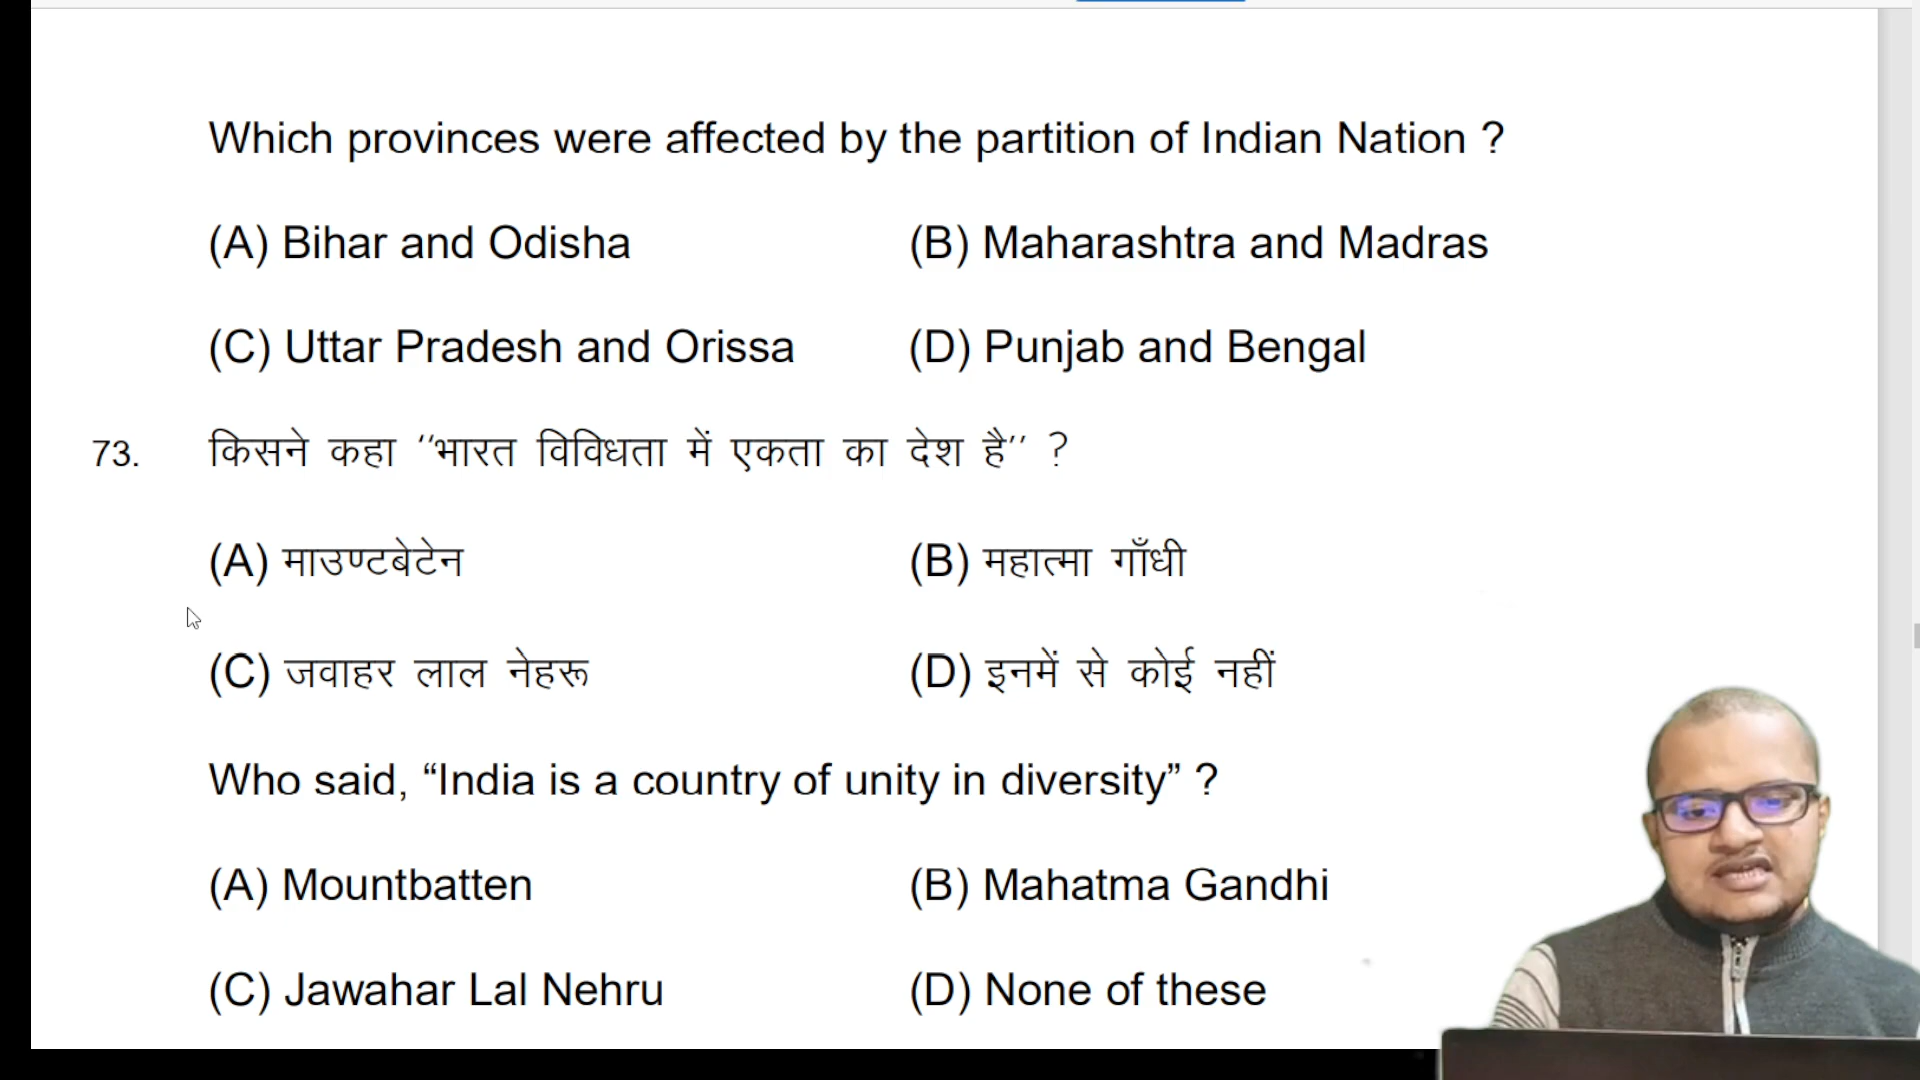 Which provinces were affected by the partition of Indian Nation ?
(A) Bihar and Odisha (B) Maharashtra and Madras
(C) Uttar Pradesh and Orissa (D) Punjab and Bengal
73. किसने कहा ‘‘भारत विविधता में एकता का देश है’’ ?
(A) माउण्टबेटेन (B) महात्मा गाँधी
(C) जवाहर लाल नेहरू (D) इनमें से कोई नहीं
Who said, “India is a country of unity in diversity” ?
(A) Mountbatten (B) Mahatma Gandhi
(C) Jawahar Lal Nehru (D) None of these